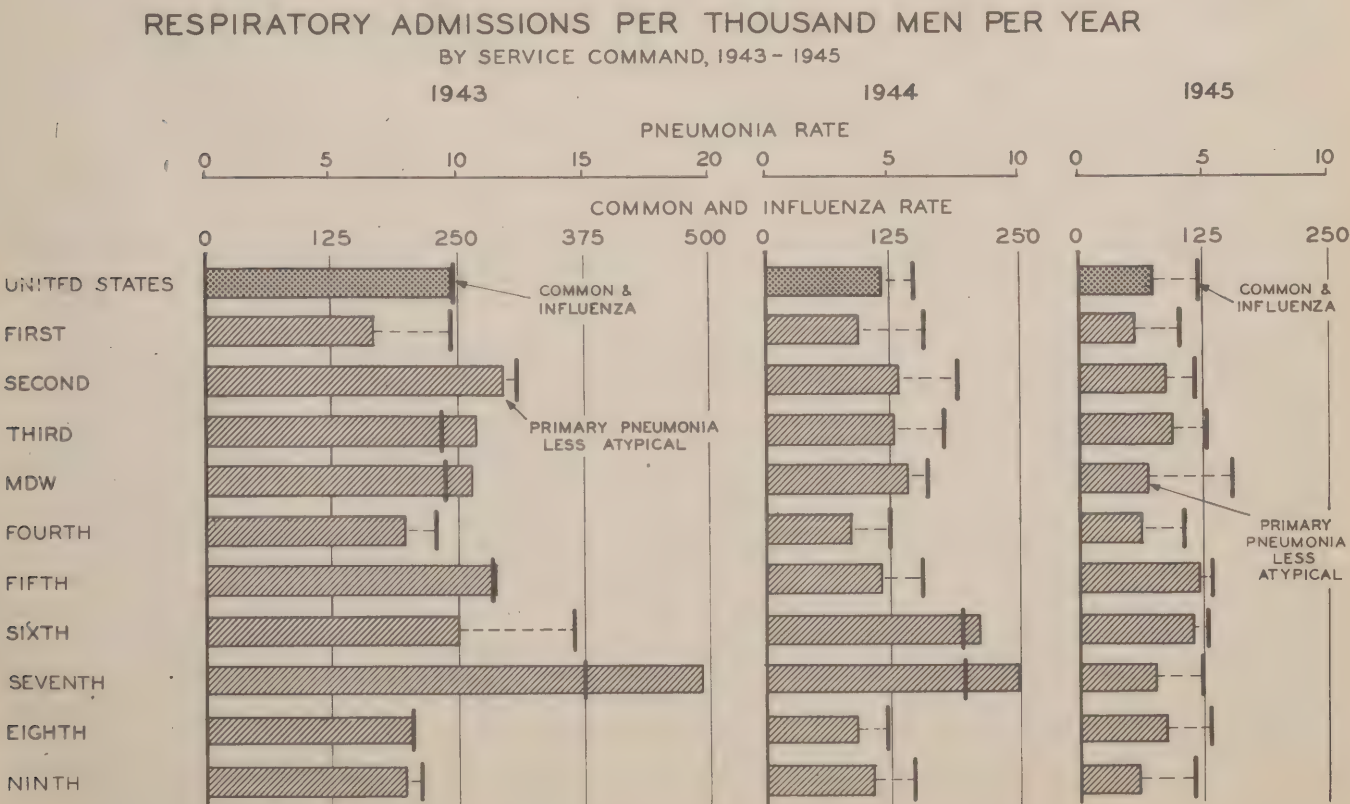 RESPIRATORY ADMISSIONS PER THOUSAND MEN PER YEAR
BY SERVICE COMMAND, 1943-1945
1943 1944 1945
PNEUMONIA RATE
0 5 10 15 20 0 5 10 0 5 10
COMMON AND INFLUENZA RATE
0 125 250 375 500 0 125 250 0 125 250
UNITED STATES
COMMON &
INFLUENZA
COMMON &
INFLUENZA
FIRST
SECOND
PRIMARY PNEUMONIA
LESS ATYPICAL
THIRD
MDW
FOURTH
PRIMARY
PNEUMONIA
LESS
ATYPICAL
FIFTH
SIXTH
SEVENTH
EIGHTH
NINTH